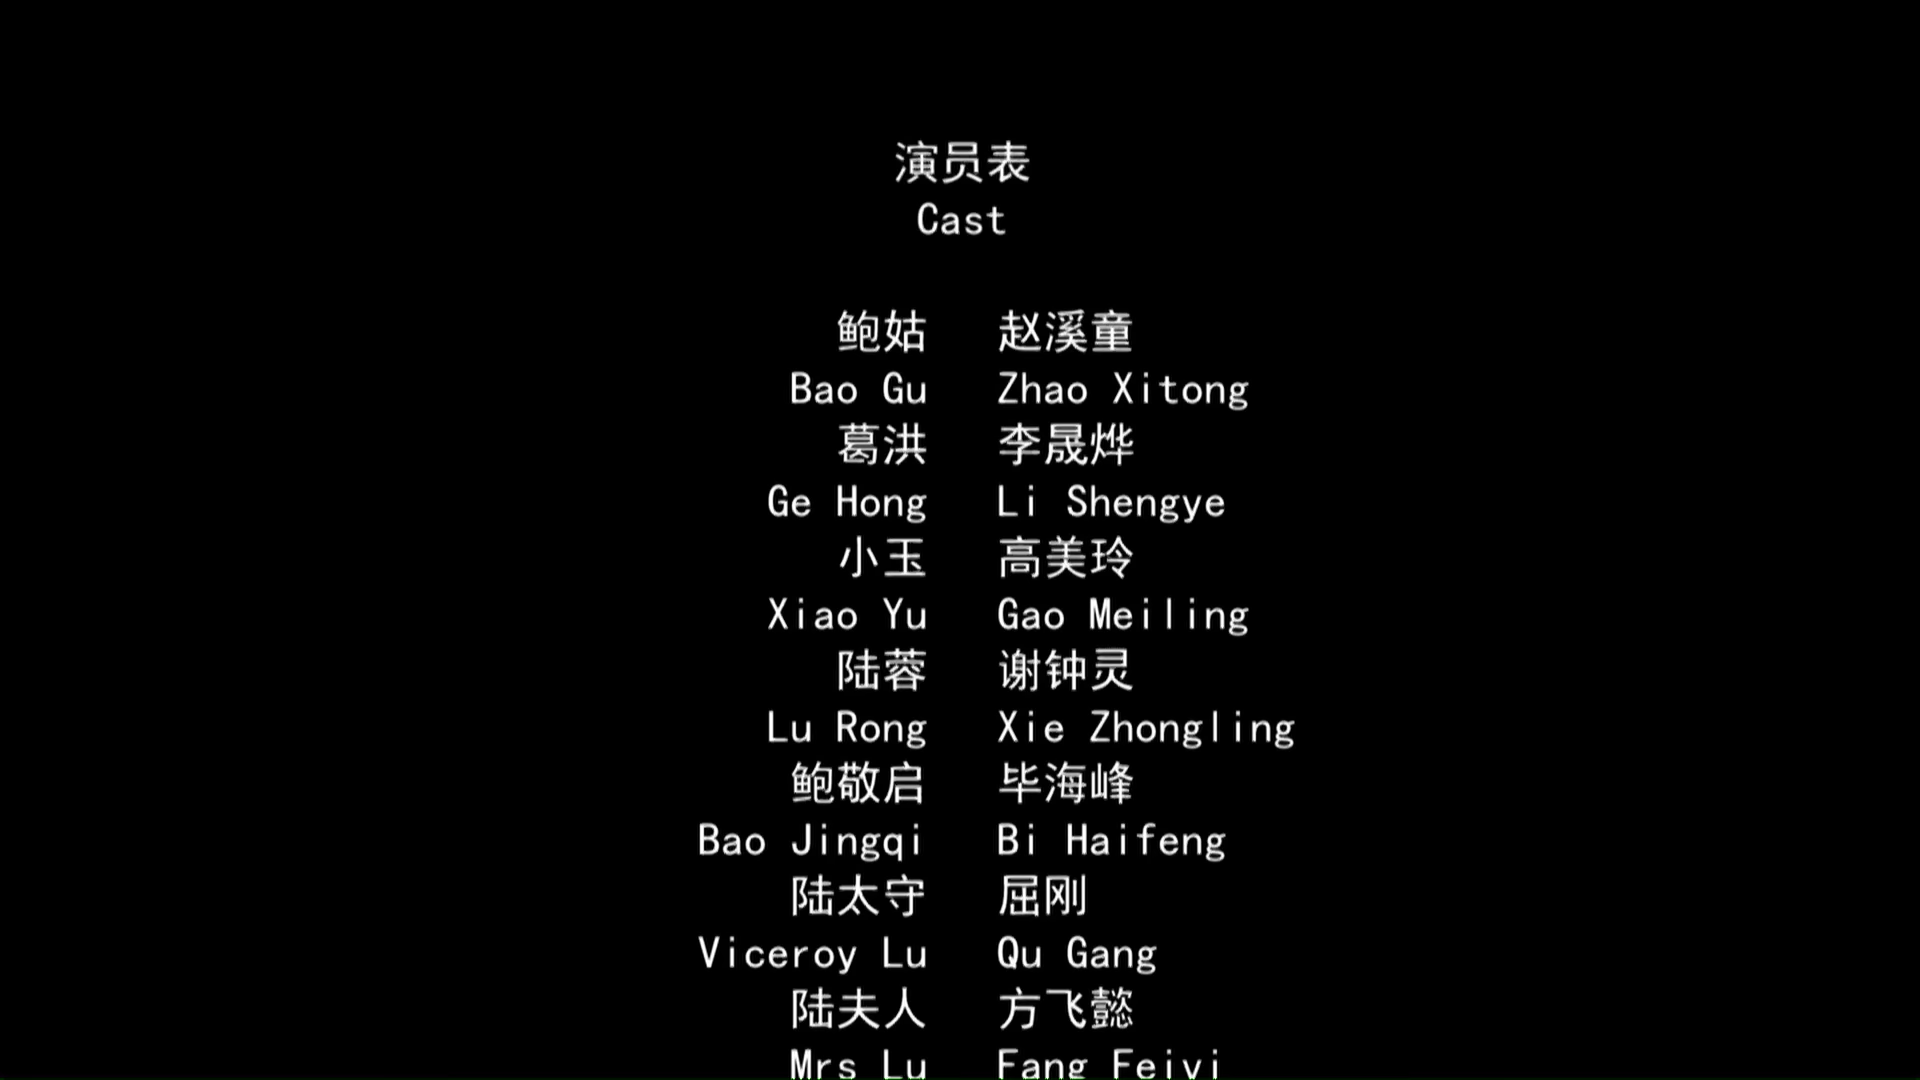 演员表
Cast
鲍姑 赵溪童
Bao Gu Zhao Xitong
葛洪 李晟烨
Ge Hong Li Shengye
小玉 高美玲
Xiao Yu Gao Meiling
陆蓉 谢钟灵
Lu Rong Xie Zhongling
鲍敬启 毕海峰
Bao Jingqi Bi Haifeng
陆太守 屈刚
Viceroy Lu Qu Gang
陆夫人 方飞懿
Mrs Lu Fang Feiyi